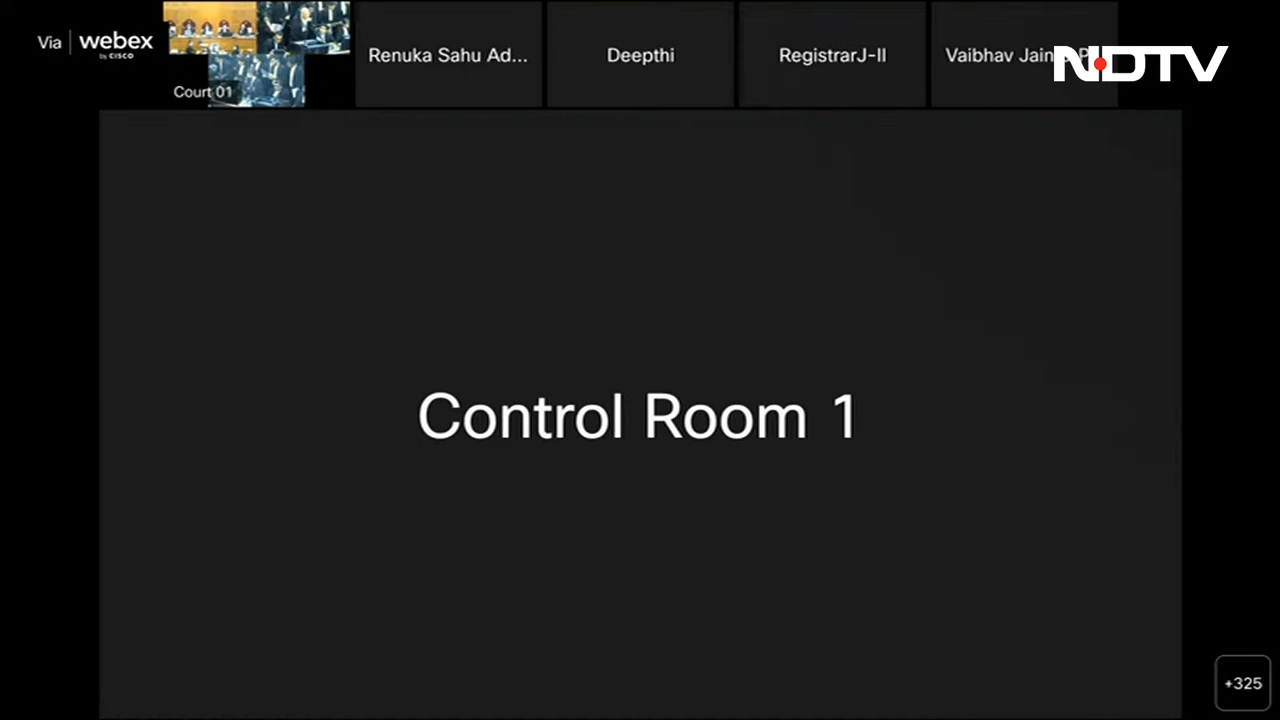 Via webex
by CISCO
Court 01
Renuka Sahu Ad...
Deepthi
RegistrarJ-II
Vaibhav Jain
NDTV
Control Room 1
+325